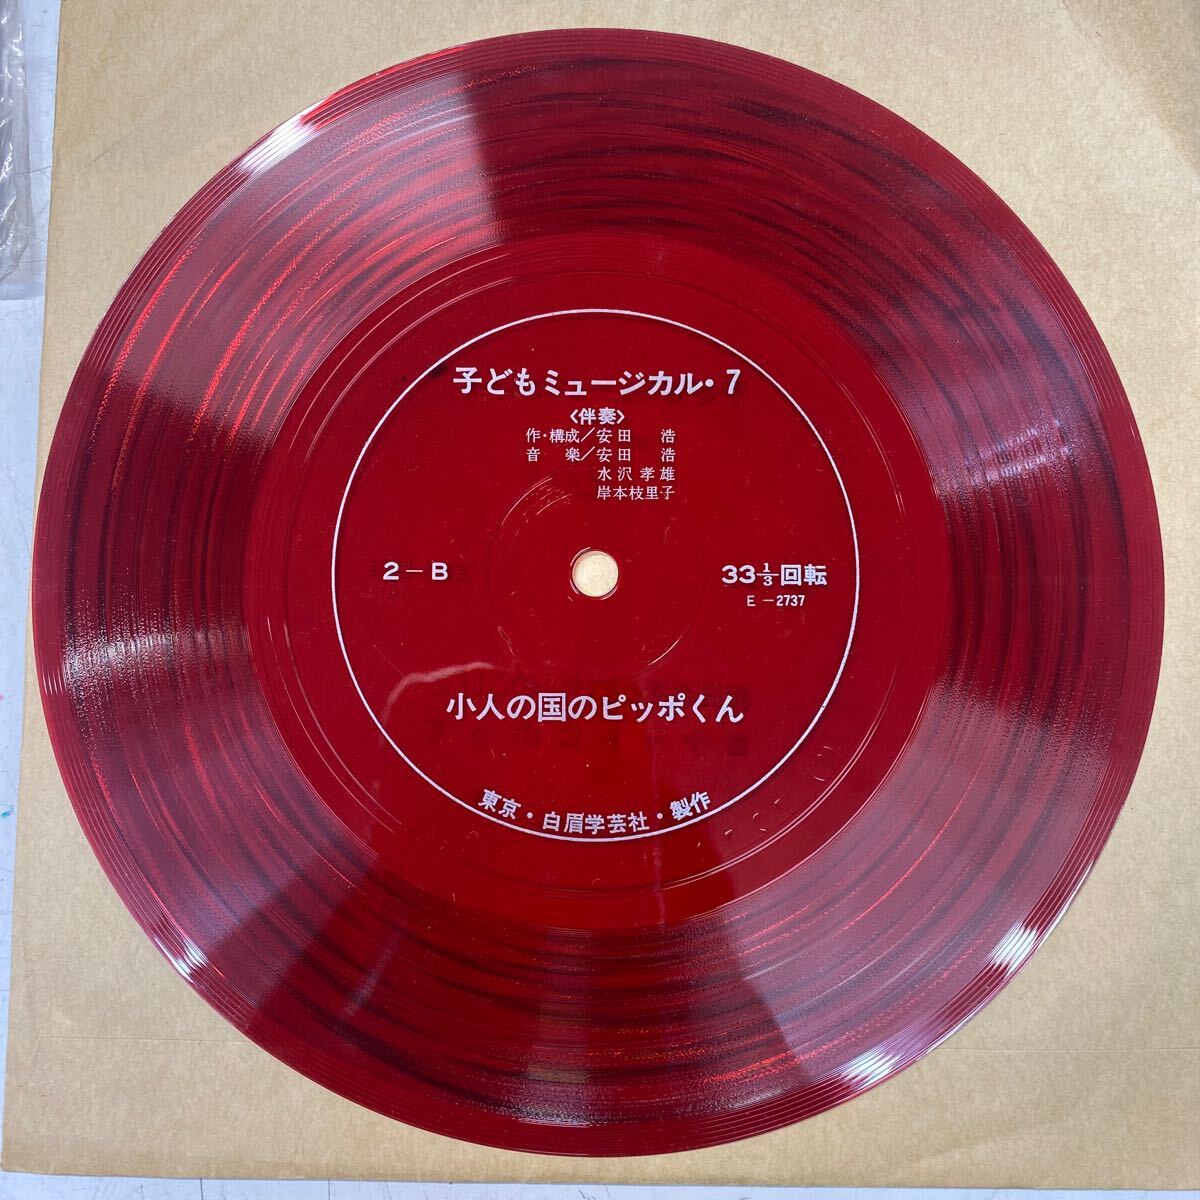 子どもミュージカル・7
〈伴奏〉
作・構成／安田 浩
音 楽／安田 浩
水沢孝雄
岸本枝里子
2－B
33 1/3 回転
E－2737
小人の国のピッポくん
東京・白眉学芸社・製作